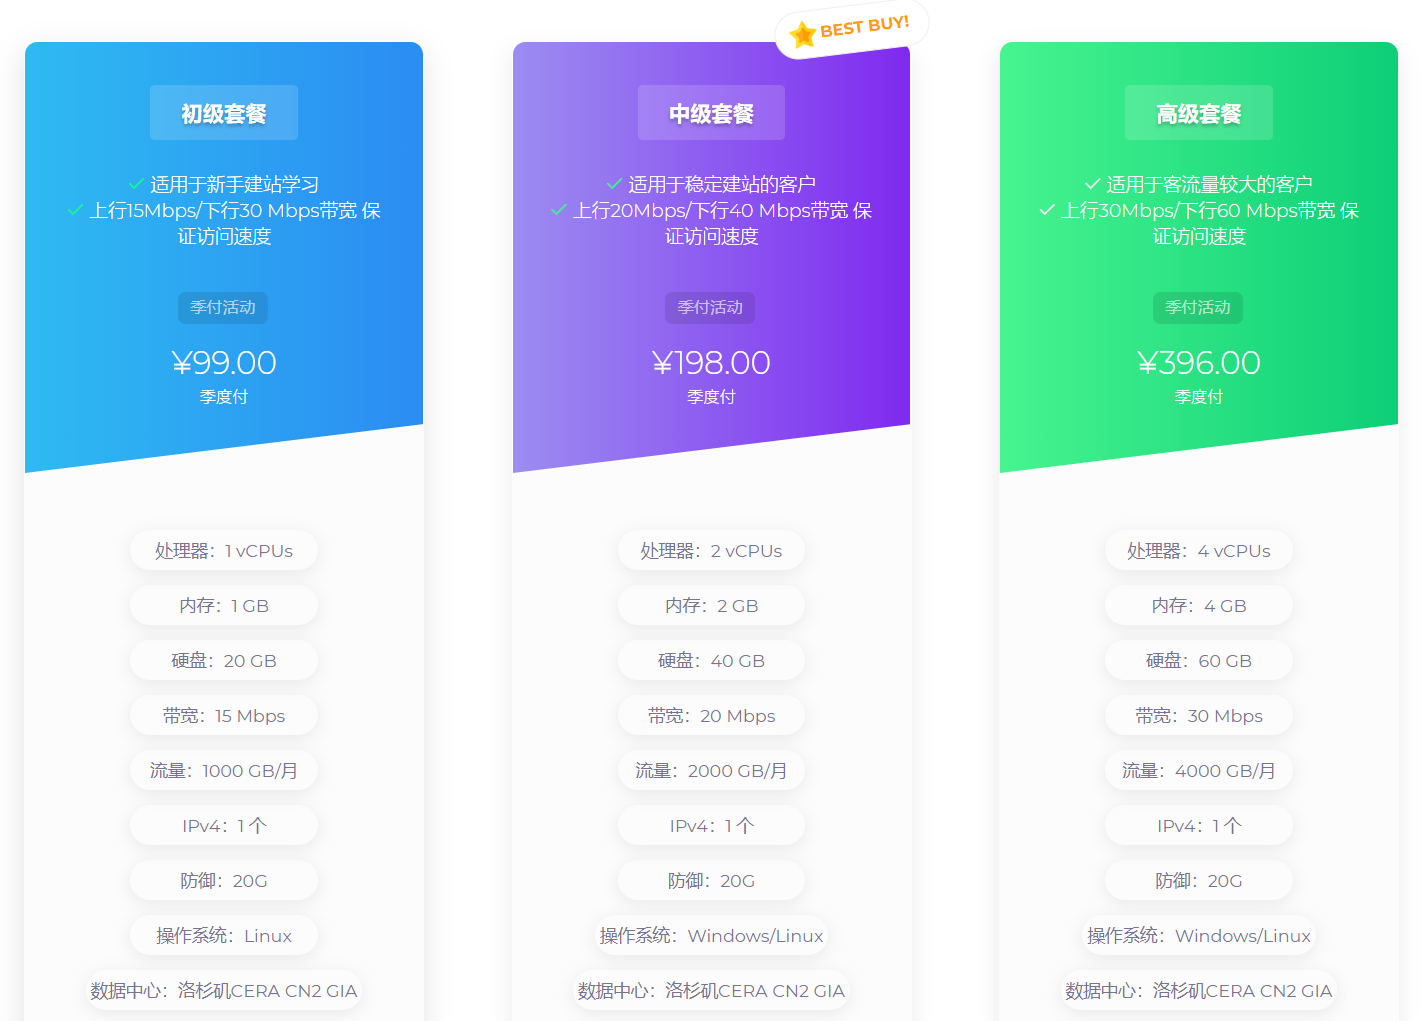 初级套餐
适用于新手建站学习
上行15Mbps/下行30 Mbps带宽 保
证访问速度
季付活动
¥99.00
季度付
处理器：1 vCPUs
内存：1 GB
硬盘：20 GB
带宽：15 Mbps
流量：1000 GB/月
IPv4：1 个
防御：20G
操作系统：Linux
数据中心：洛杉矶CERA CN2 GIA
BEST BUY!
中级套餐
适用于稳定建站的客户
上行20Mbps/下行40 Mbps带宽 保
证访问速度
季付活动
¥198.00
季度付
处理器：2 vCPUs
内存：2 GB
硬盘：40 GB
带宽：20 Mbps
流量：2000 GB/月
IPv4：1 个
防御：20G
操作系统：Windows/Linux
数据中心：洛杉矶CERA CN2 GIA
高级套餐
适用于客流量较大的客户
上行30Mbps/下行60 Mbps带宽 保
证访问速度
季付活动
¥396.00
季度付
处理器：4 vCPUs
内存：4 GB
硬盘：60 GB
带宽：30 Mbps
流量：4000 GB/月
IPv4：1 个
防御：20G
操作系统：Windows/Linux
数据中心：洛杉矶CERA CN2 GIA